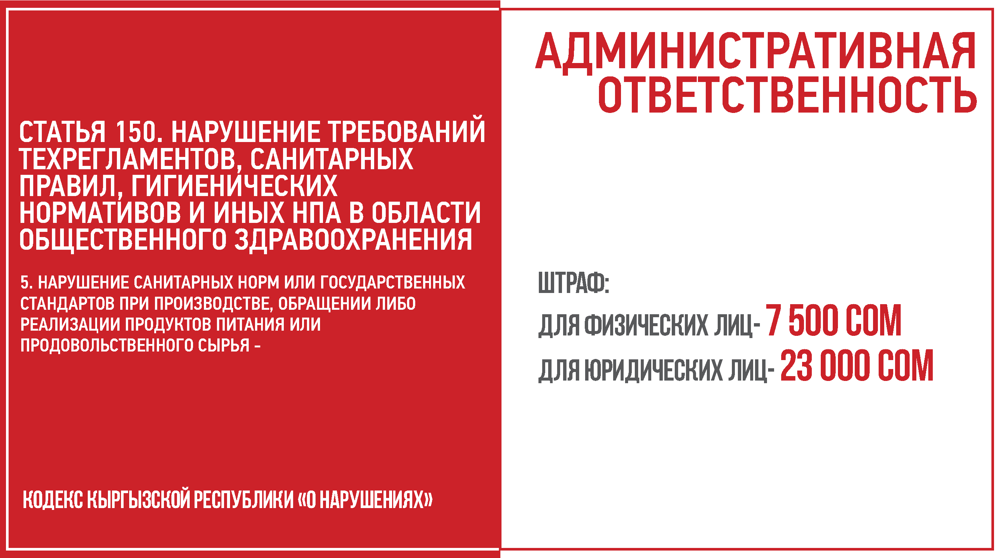 СТАТЬЯ 150. НАРУШЕНИЕ ТРЕБОВАНИЙ
ТЕХРЕГЛАМЕНТОВ, САНИТАРНЫХ
ПРАВИЛ, ГИГИЕНИЧЕСКИХ
НОРМАТИВОВ И ИНЫХ НПА В ОБЛАСТИ
ОБЩЕСТВЕННОГО ЗДРАВООХРАНЕНИЯ
5. НАРУШЕНИЕ САНИТАРНЫХ НОРМ ИЛИ ГОСУДАРСТВЕННЫХ
СТАНДАРТОВ ПРИ ПРОИЗВОДСТВЕ, ОБРАЩЕНИИ ЛИБО
РЕАЛИЗАЦИИ ПРОДУКТОВ ПИТАНИЯ ИЛИ
ПРОДОВОЛЬСТВЕННОГО СЫРЬЯ -
КОДЕКС КЫРГЫЗСКОЙ РЕСПУБЛИКИ «О НАРУШЕНИЯХ»
АДМИНИСТРАТИВНАЯ
ОТВЕТСТВЕННОСТЬ
ШТРАФ:
ДЛЯ ФИЗИЧЕСКИХ ЛИЦ- 7 500 СОМ
ДЛЯ ЮРИДИЧЕСКИХ ЛИЦ- 23 000 СОМ